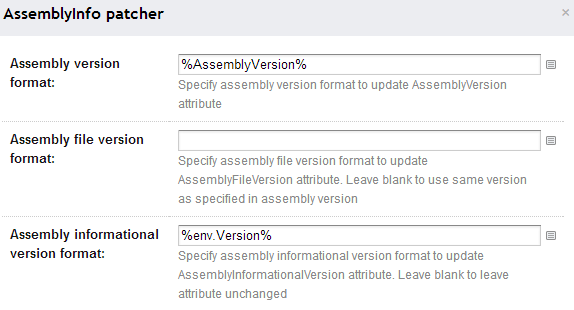 AssemblyInfo patcher ×
Assembly version %AssemblyVersion%
format: Specify assembly version format to update AssemblyVersion
attribute
Assembly file version
format: Specify assembly file version format to update
AssemblyFileVersion attribute. Leave blank to use same version
as specified in assembly version
Assembly informational %env.Version%
version format: Specify assembly informational version format to update
AssemblyInformationalVersion attribute. Leave blank to leave
attribute unchanged